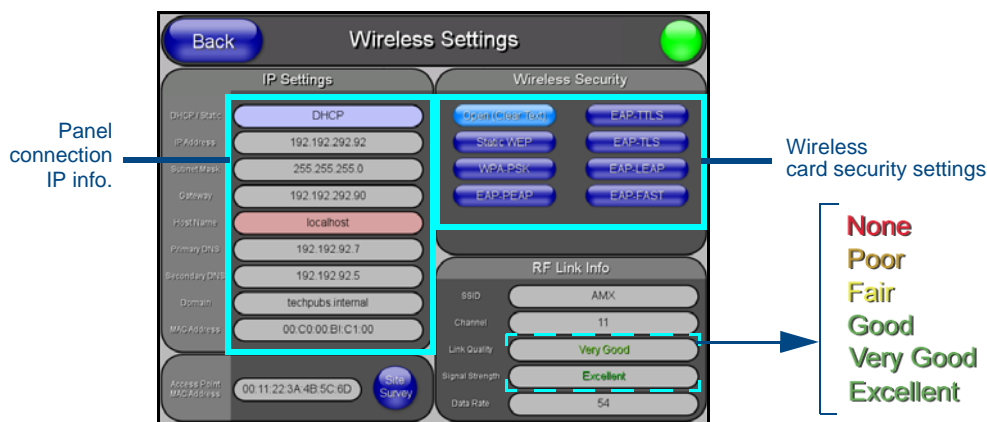 Back
Wireless Settings
IP Settings
DHCP / Static
DHCP
IP Address
192.192.292.92
Subnet Mask
255.255.255.0
Gateway
192.192.292.90
Host Name
localhost
Primary DNS
192.192.92.7
Secondary DNS
192.192.92.5
Domain
techpubs.internal
MAC Address
00:C0:00:BI:C1:00
Access Point
MAC Address
00:11:22:3A:4B:5C:6D
Site
Survey
Wireless Security
Open (Clear Text)
EAP-TTLS
Static WEP
EAP-TLS
WPA-PSK
EAP-LEAP
EAP-PEAP
EAP-FAST
RF Link Info
SSID
AMX
Channel
11
Link Quality
Very Good
Signal Strength
Excellent
Data Rate
54
Panel
connection
IP info.
Wireless
card security settings
None
Poor
Fair
Good
Very Good
Excellent